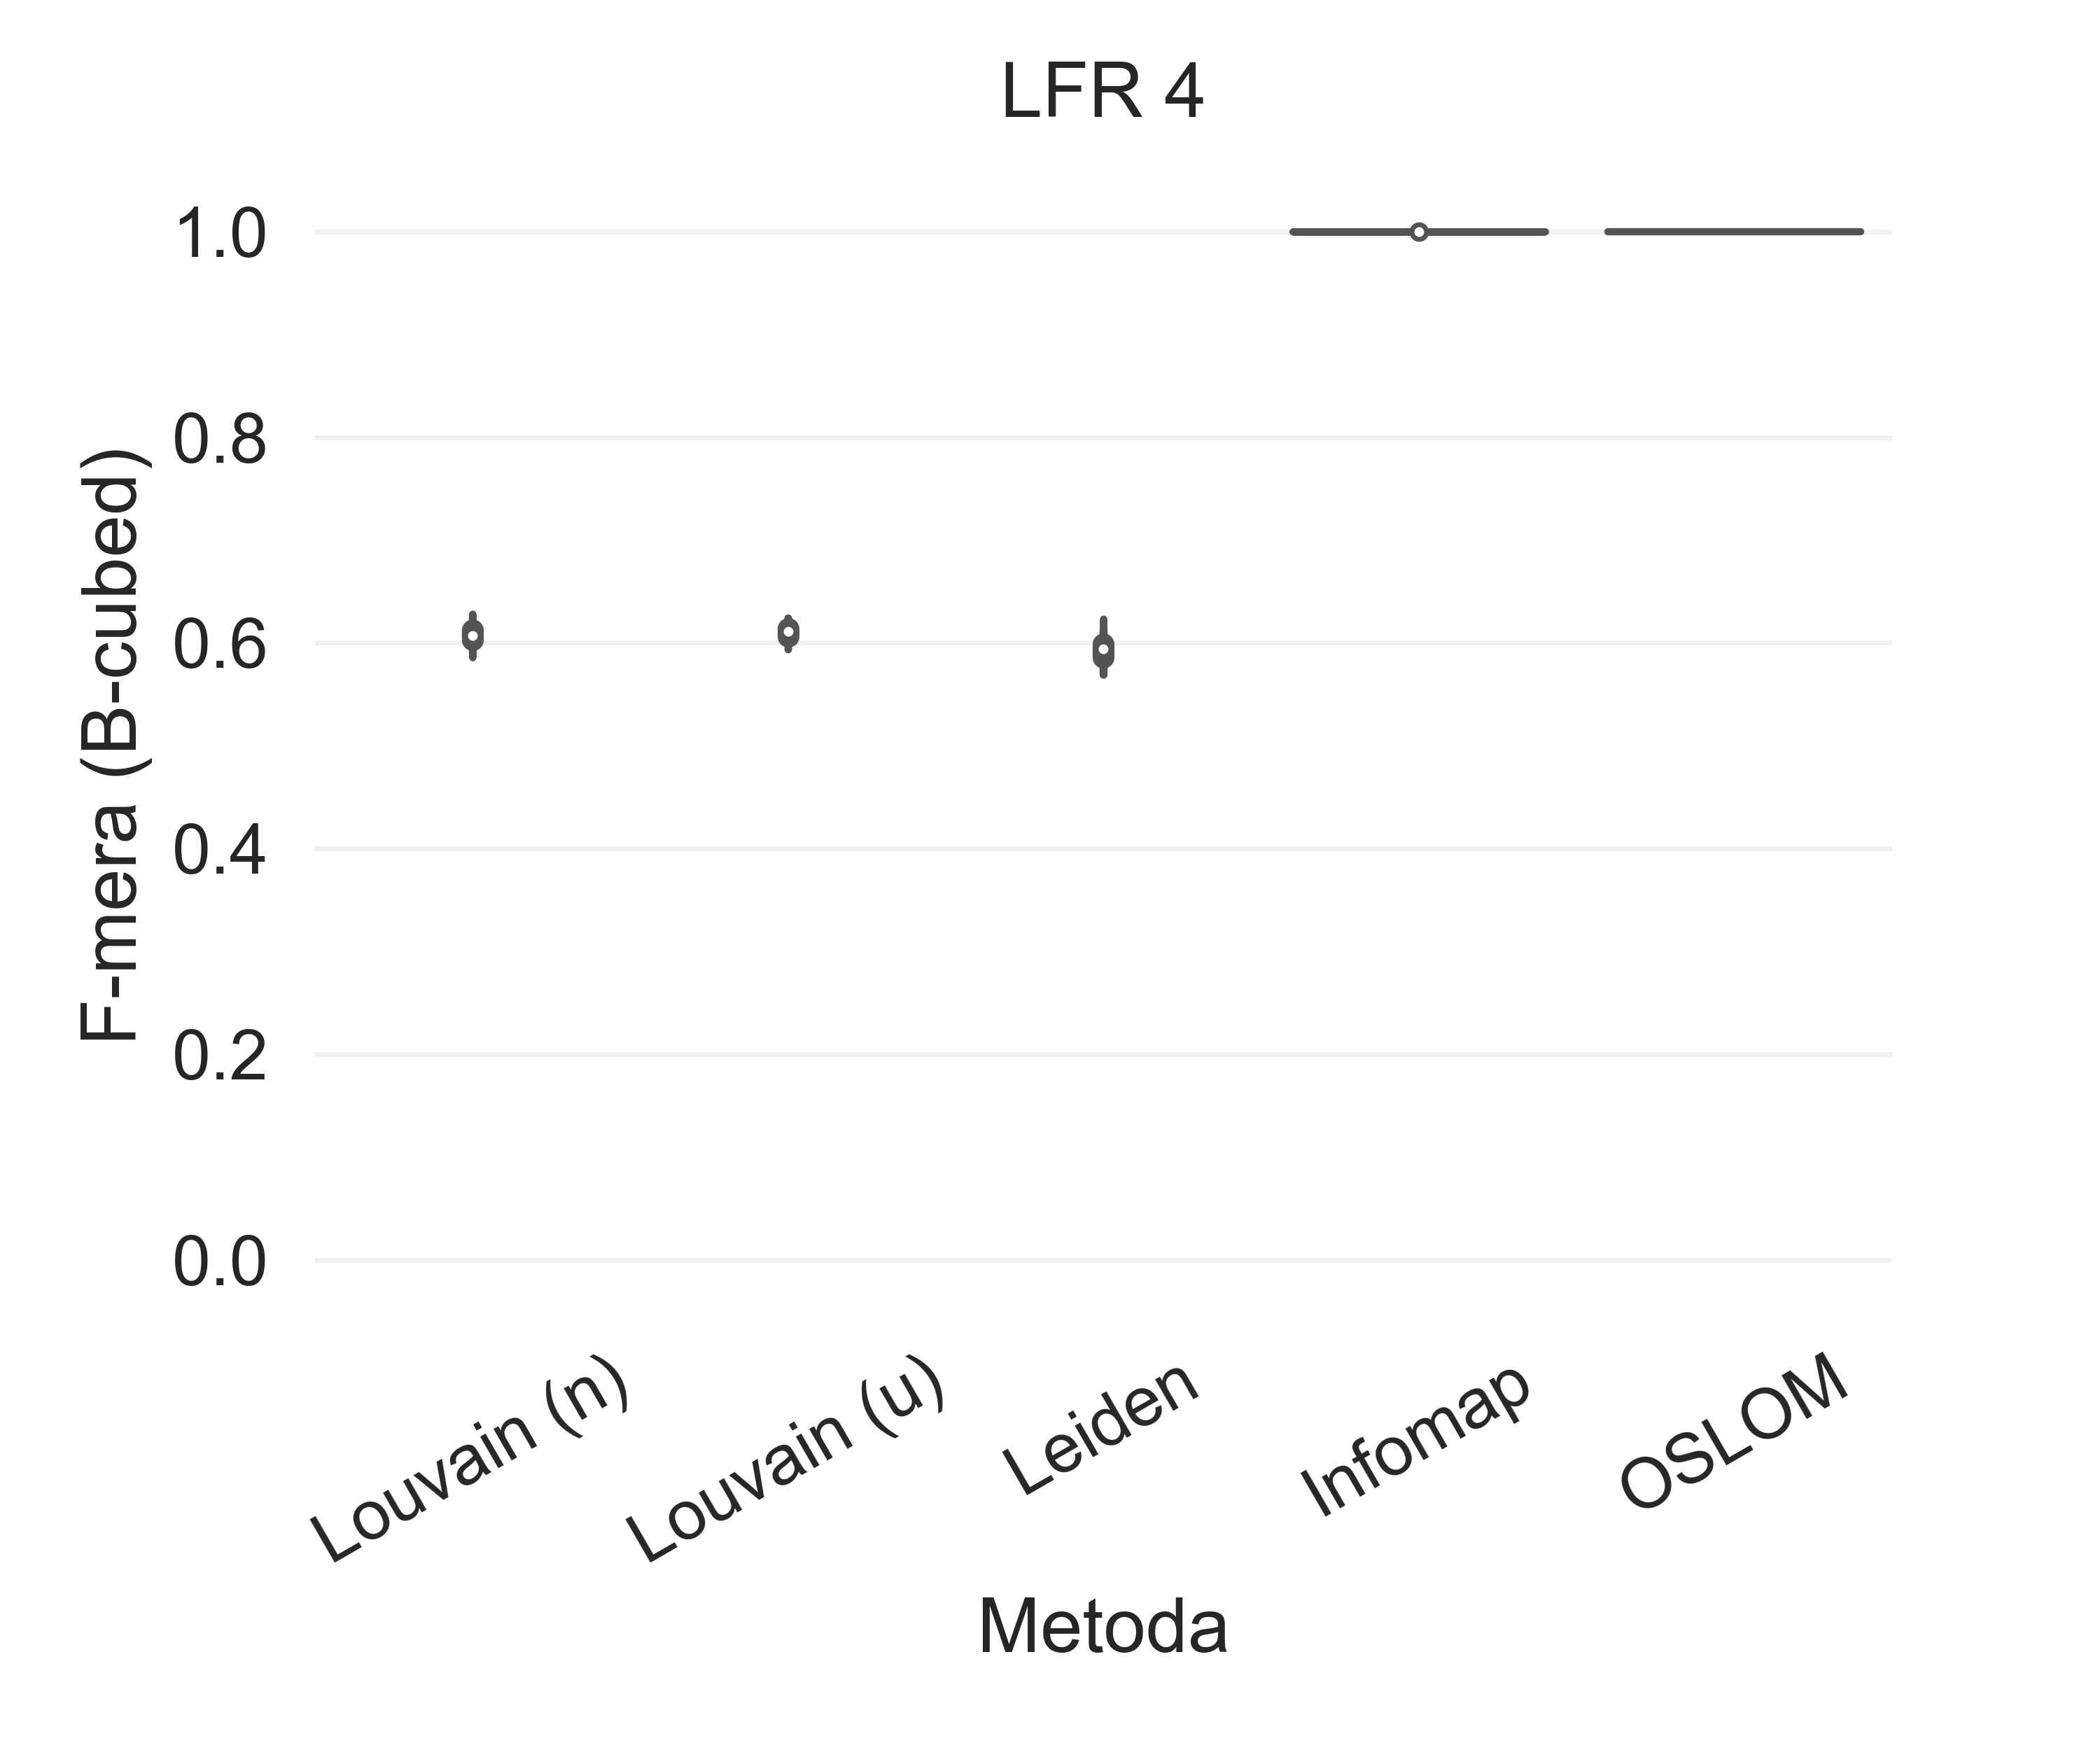 LFR 4
F-mera (B-cubed)
1.0
0.8
0.6
0.4
0.2
0.0
Louvain (n)
Louvain (u)
Leiden
Infomap
OSLOM
Metoda